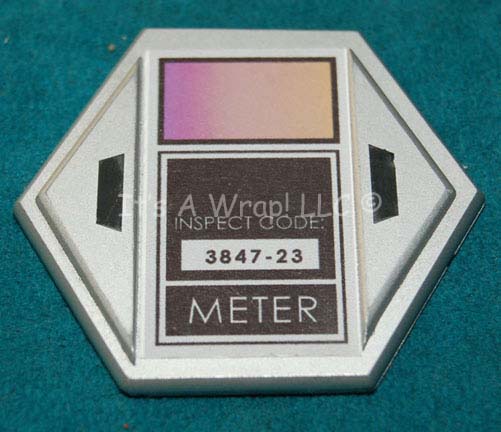 It's A Wrap! LLC ©
INSPECT CODE:
3847-23
METER